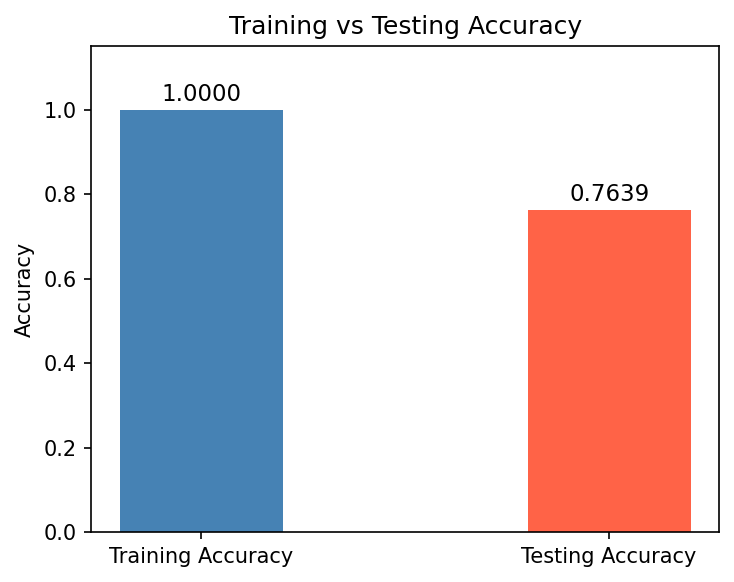 Training vs Testing Accuracy
1.0000
0.7639
Accuracy
1.0
0.8
0.6
0.4
0.2
0.0
Training Accuracy
Testing Accuracy